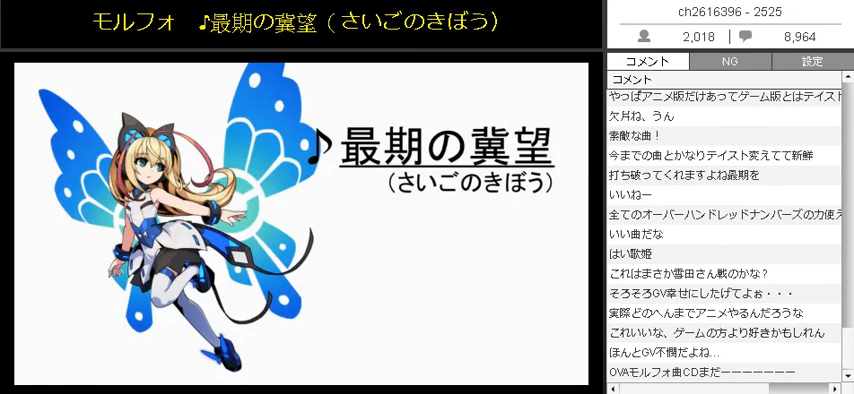 モルフォ　♪最期の冀望（さいごのきぼう）
♪最期の冀望
（さいごのきぼう）
ch2616396 - 2525
2,018 | 8,964
コメント NG 設定
コメント
やっぱアニメ版だけあってゲーム版とはテイスト
欠片ね、うん
素敵な曲！
今までの曲とかなりテイスト変えてて新鮮
打ち破ってくれますよね最期を
いいねー
全てのオーバーハンドレッドナンバーズの力使え
いい曲だな
はい歌姫
これはまさか雪田さん戦のかな？
そろそろGV幸せにしたげてよぉ・・・
実際どのへんまでアニメやるんだろうな
これいいな、ゲームの方より好きかもしれん
ほんとGV不憫だよね...
OVAモルフォ曲CDまだーーーーーーー